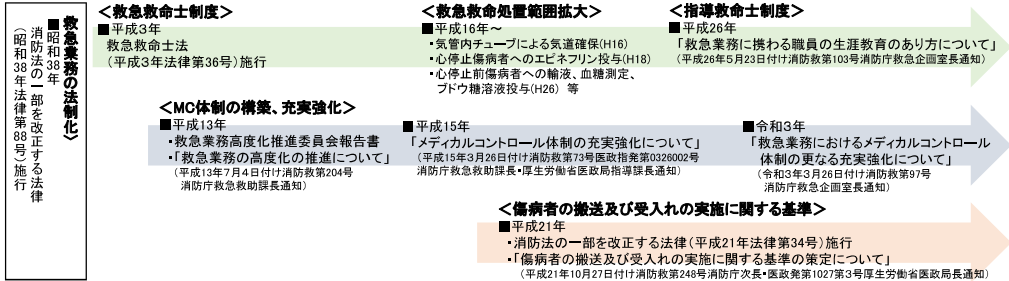 ＜救急業務の法制化＞
■昭和38年
消防法の一部を改正する法律
（昭和38年法律第88号）施行
＜救急救命士制度＞
■平成３年
救急救命士法
（平成３年法律第36号）施行
＜救急救命処置範囲拡大＞
■平成16年～
・気管内チューブによる気道確保(H16)
・心停止傷病者へのエピネフリン投与(H18)
・心停止前傷病者への輸液、血糖測定、
ブドウ糖溶液投与(H26) 等
＜指導救命士制度＞
■平成26年
「救急業務に携わる職員の生涯教育のあり方について」
（平成26年５月23日付け消防救第103号消防庁救急企画室長通知）
＜MC体制の構築、充実強化＞
■平成13年
・救急業務高度化推進委員会報告書
・「救急業務の高度化の推進について」
（平成13年７月４日付け消防救第204号
消防庁救急救助課長通知）
■平成15年
「メディカルコントロール体制の充実強化について」
（平成15年３月26日付け消防救第73号医政指発第0326002号
消防庁救急救助課長・厚生労働省医政局指導課長通知）
■令和３年
「救急業務におけるメディカルコントロール
体制の更なる充実強化について」
（令和３年３月26日付け消防救第97号
消防庁救急企画室長通知）
＜傷病者の搬送及び受入れの実施に関する基準＞
■平成21年
・消防法の一部を改正する法律（平成21年法律第34号）施行
・「傷病者の搬送及び受入れの実施に関する基準の策定について」
（平成21年10月27日付け消防救第248号消防庁次長・医政発第1027第３号厚生労働省医政局長通知）